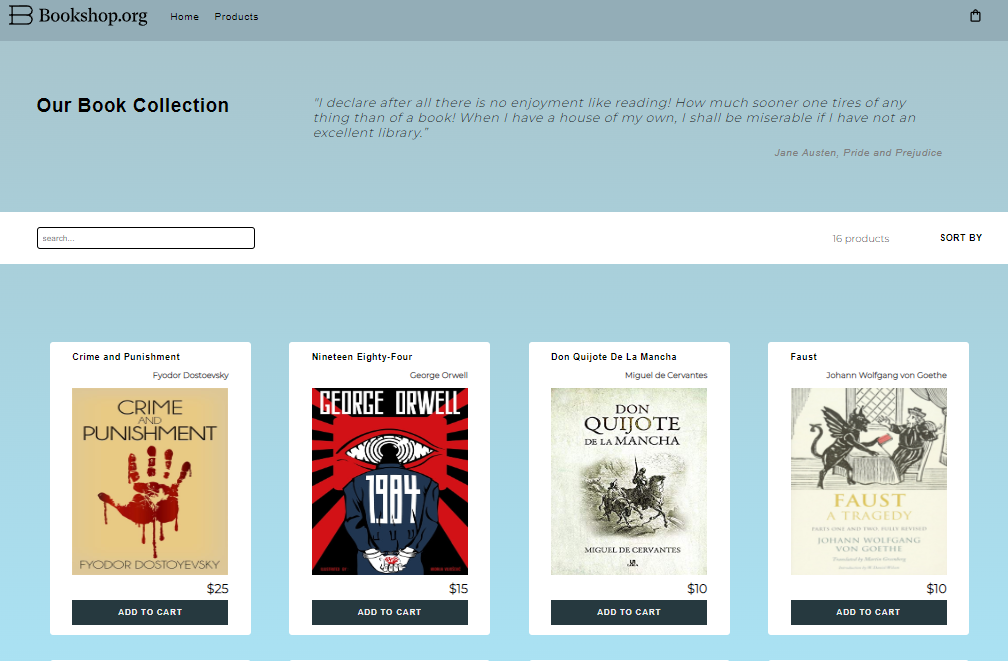 Bookshop.org Home Products
Our Book Collection
"I declare after all there is no enjoyment like reading! How much sooner one tires of any
thing than of a book! When I have a house of my own, I shall be miserable if I have not an
excellent library."
Jane Austen, Pride and Prejudice
search... 16 products SORT BY
Crime and Punishment
Fyodor Dostoevsky
CRIME
AND
PUNISHMENT
FYODOR DOSTOYEVSKY
$25
ADD TO CART
Nineteen Eighty-Four
George Orwell
GEORGE ORWELL
1984
$15
ADD TO CART
Don Quijote De La Mancha
Miguel de Cervantes
DON
QUIJOTE
DE LA MANCHA
MIGUEL DE CERVANTES
$10
ADD TO CART
Faust
Johann Wolfgang von Goethe
FAUST
A TRAGEDY
PARTS ONE AND TWO, FULLY REVISED
JOHANN WOLFGANG
VON GOETHE
$10
ADD TO CART